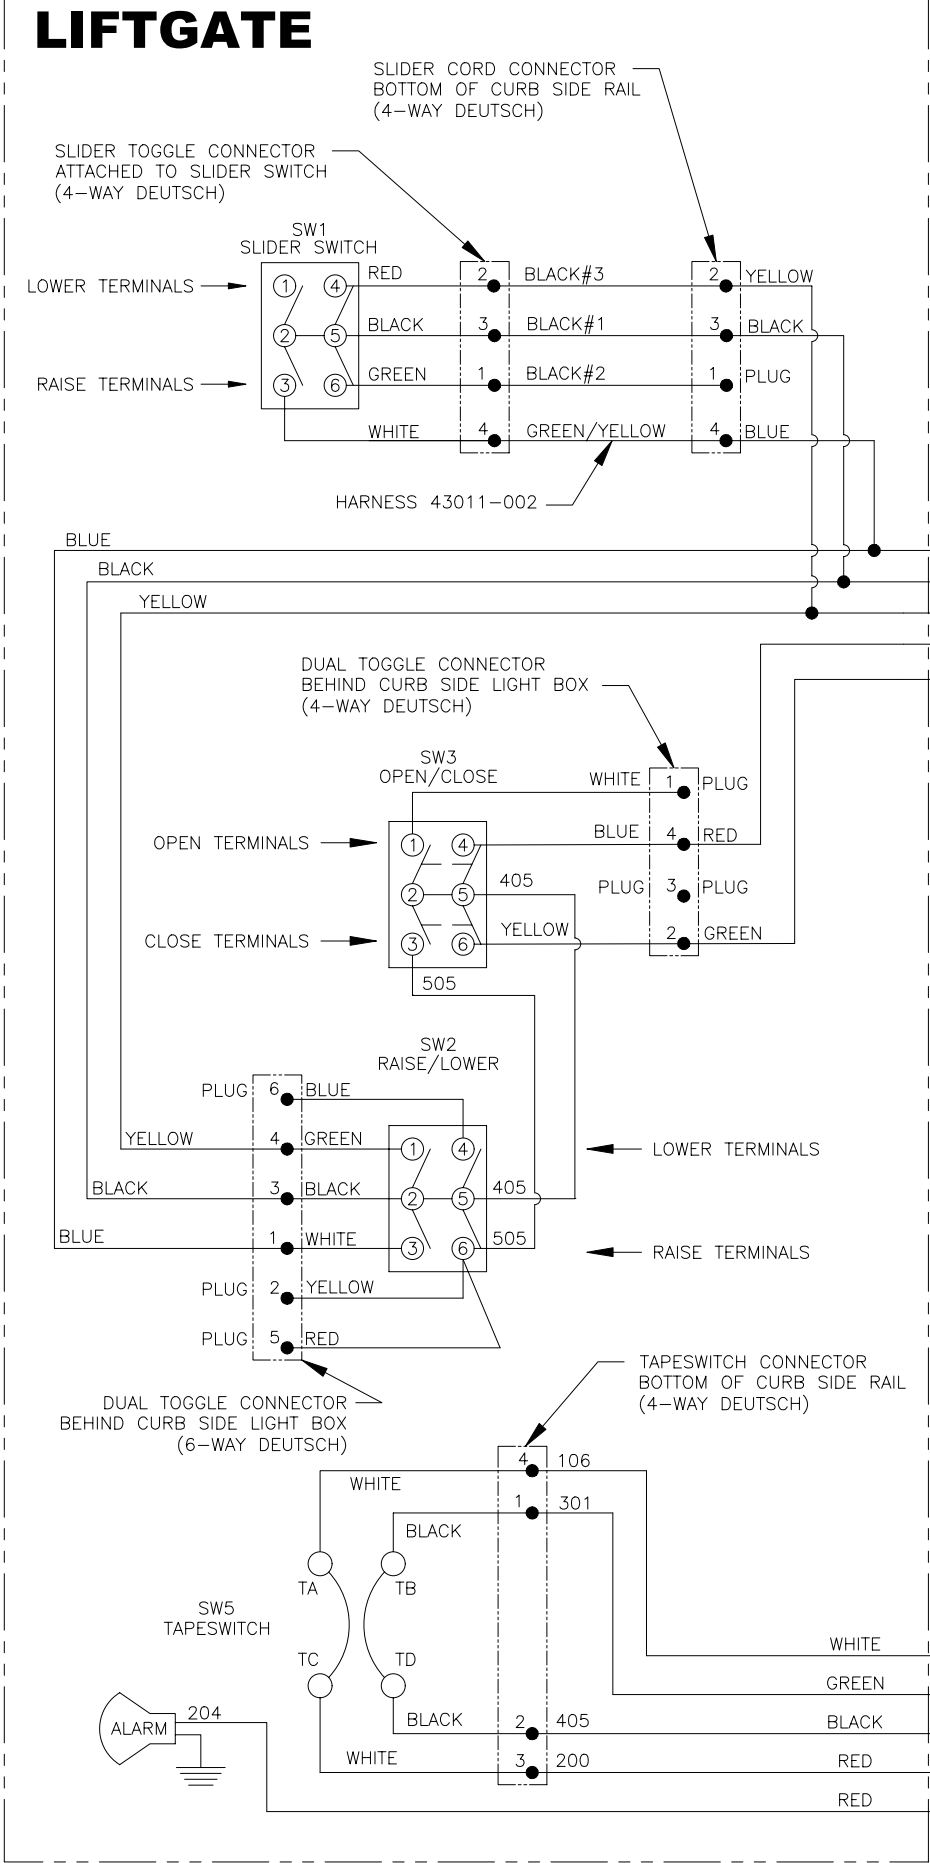 LIFTGATE
SLIDER CORD CONNECTOR
BOTTOM OF CURB SIDE RAIL
(4-WAY DEUTSCH)
SLIDER TOGGLE CONNECTOR
ATTACHED TO SLIDER SWITCH
(4-WAY DEUTSCH)
SW1
SLIDER SWITCH
LOWER TERMINALS
1 4 RED 2 BLACK#3 2 YELLOW
2 5 BLACK 3 BLACK#1 3 BLACK
RAISE TERMINALS
3 6 GREEN 1 BLACK#2 1 PLUG
WHITE 4 GREEN/YELLOW 4 BLUE
HARNESS 43011-002
BLUE
BLACK
YELLOW
DUAL TOGGLE CONNECTOR
BEHIND CURB SIDE LIGHT BOX
(4-WAY DEUTSCH)
SW3
OPEN/CLOSE
WHITE 1 PLUG
OPEN TERMINALS
1 4 BLUE 4 RED
2 5 405 PLUG 3 PLUG
CLOSE TERMINALS
3 6 YELLOW 2 GREEN
505
SW2
RAISE/LOWER
PLUG 6 BLUE
YELLOW 4 GREEN 1 4
LOWER TERMINALS
BLACK 3 BLACK 2 5 405
BLUE 1 WHITE 3 6 505
RAISE TERMINALS
PLUG 2 YELLOW
PLUG 5 RED
DUAL TOGGLE CONNECTOR
BEHIND CURB SIDE LIGHT BOX
(6-WAY DEUTSCH)
TAPESWITCH CONNECTOR
BOTTOM OF CURB SIDE RAIL
(4-WAY DEUTSCH)
WHITE 4 106
BLACK 1 301
TA TB
SW5
TAPESWITCH
TC TD
WHITE
GREEN
BLACK 2 405 BLACK
WHITE 3 200 RED
ALARM 204
RED